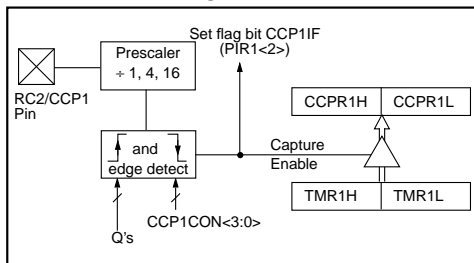 Set flag bit CCP1IF
(PIR1<2>)
Prescaler
÷ 1, 4, 16
RC2/CCP1
Pin
CCPR1H CCPR1L
and
edge detect
Capture
Enable
TMR1H TMR1L
CCP1CON<3:0>
Q's